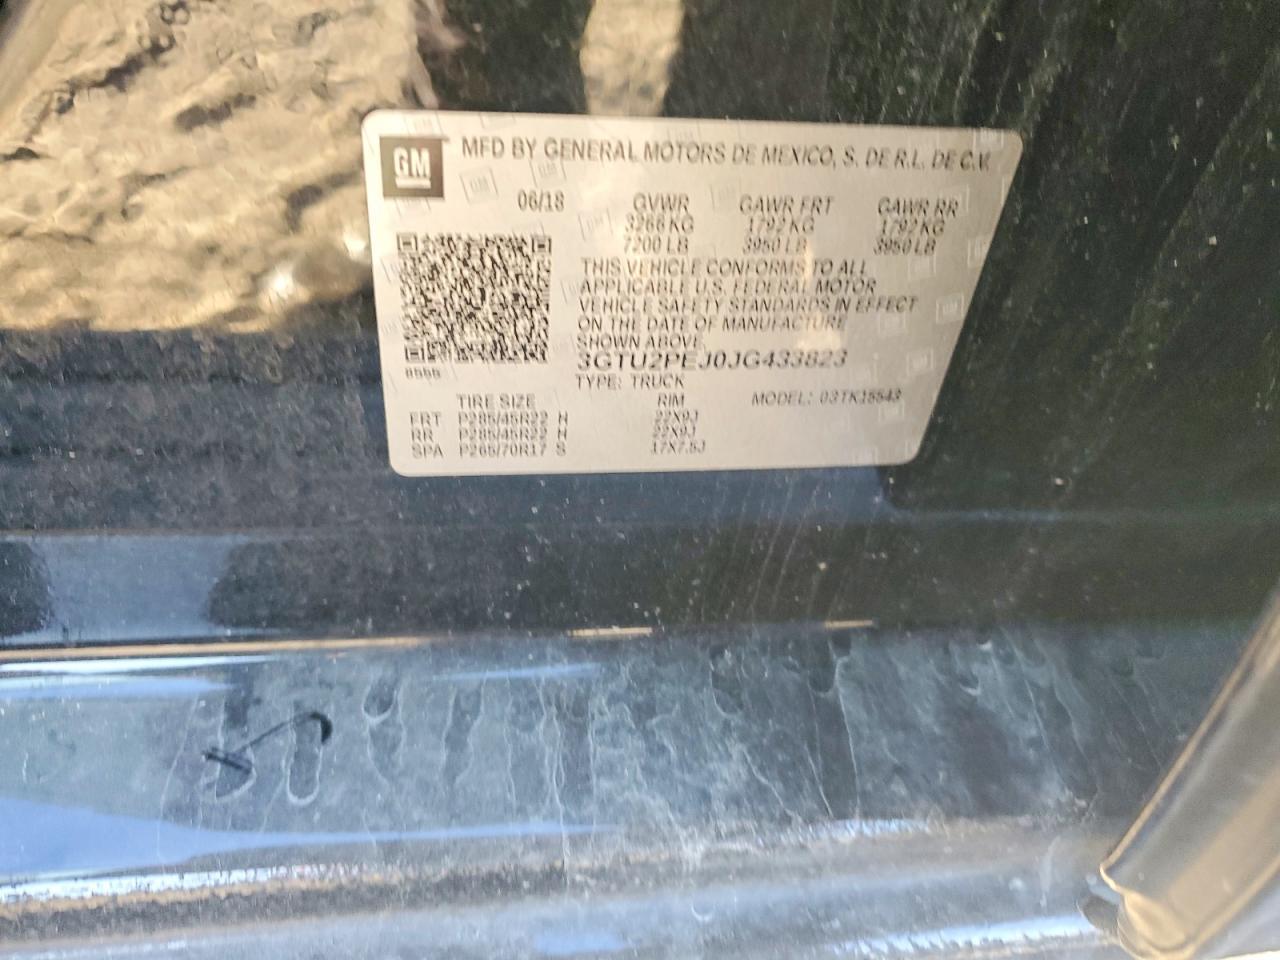 GM MFD BY GENERAL MOTORS DE MEXICO, S. DE R.L. DE C.V.
06/18 GVWR GAWR FRT GAWR RR
3266 KG 1792 KG 1792 KG
7200 LB 3950 LB 3950 LB
THIS VEHICLE CONFORMS TO ALL
APPLICABLE U.S. FEDERAL MOTOR
VEHICLE SAFETY STANDARDS IN EFFECT
ON THE DATE OF MANUFACTURE
SHOWN ABOVE.
3GTU2PEJ0JG433823
8555
TYPE: TRUCK
TIRE SIZE RIM MODEL: 03TK15543
FRT P285/45R22 H 22X9J
RR P285/45R22 H 22X9J
SPA P265/70R17 S 17X7.5J